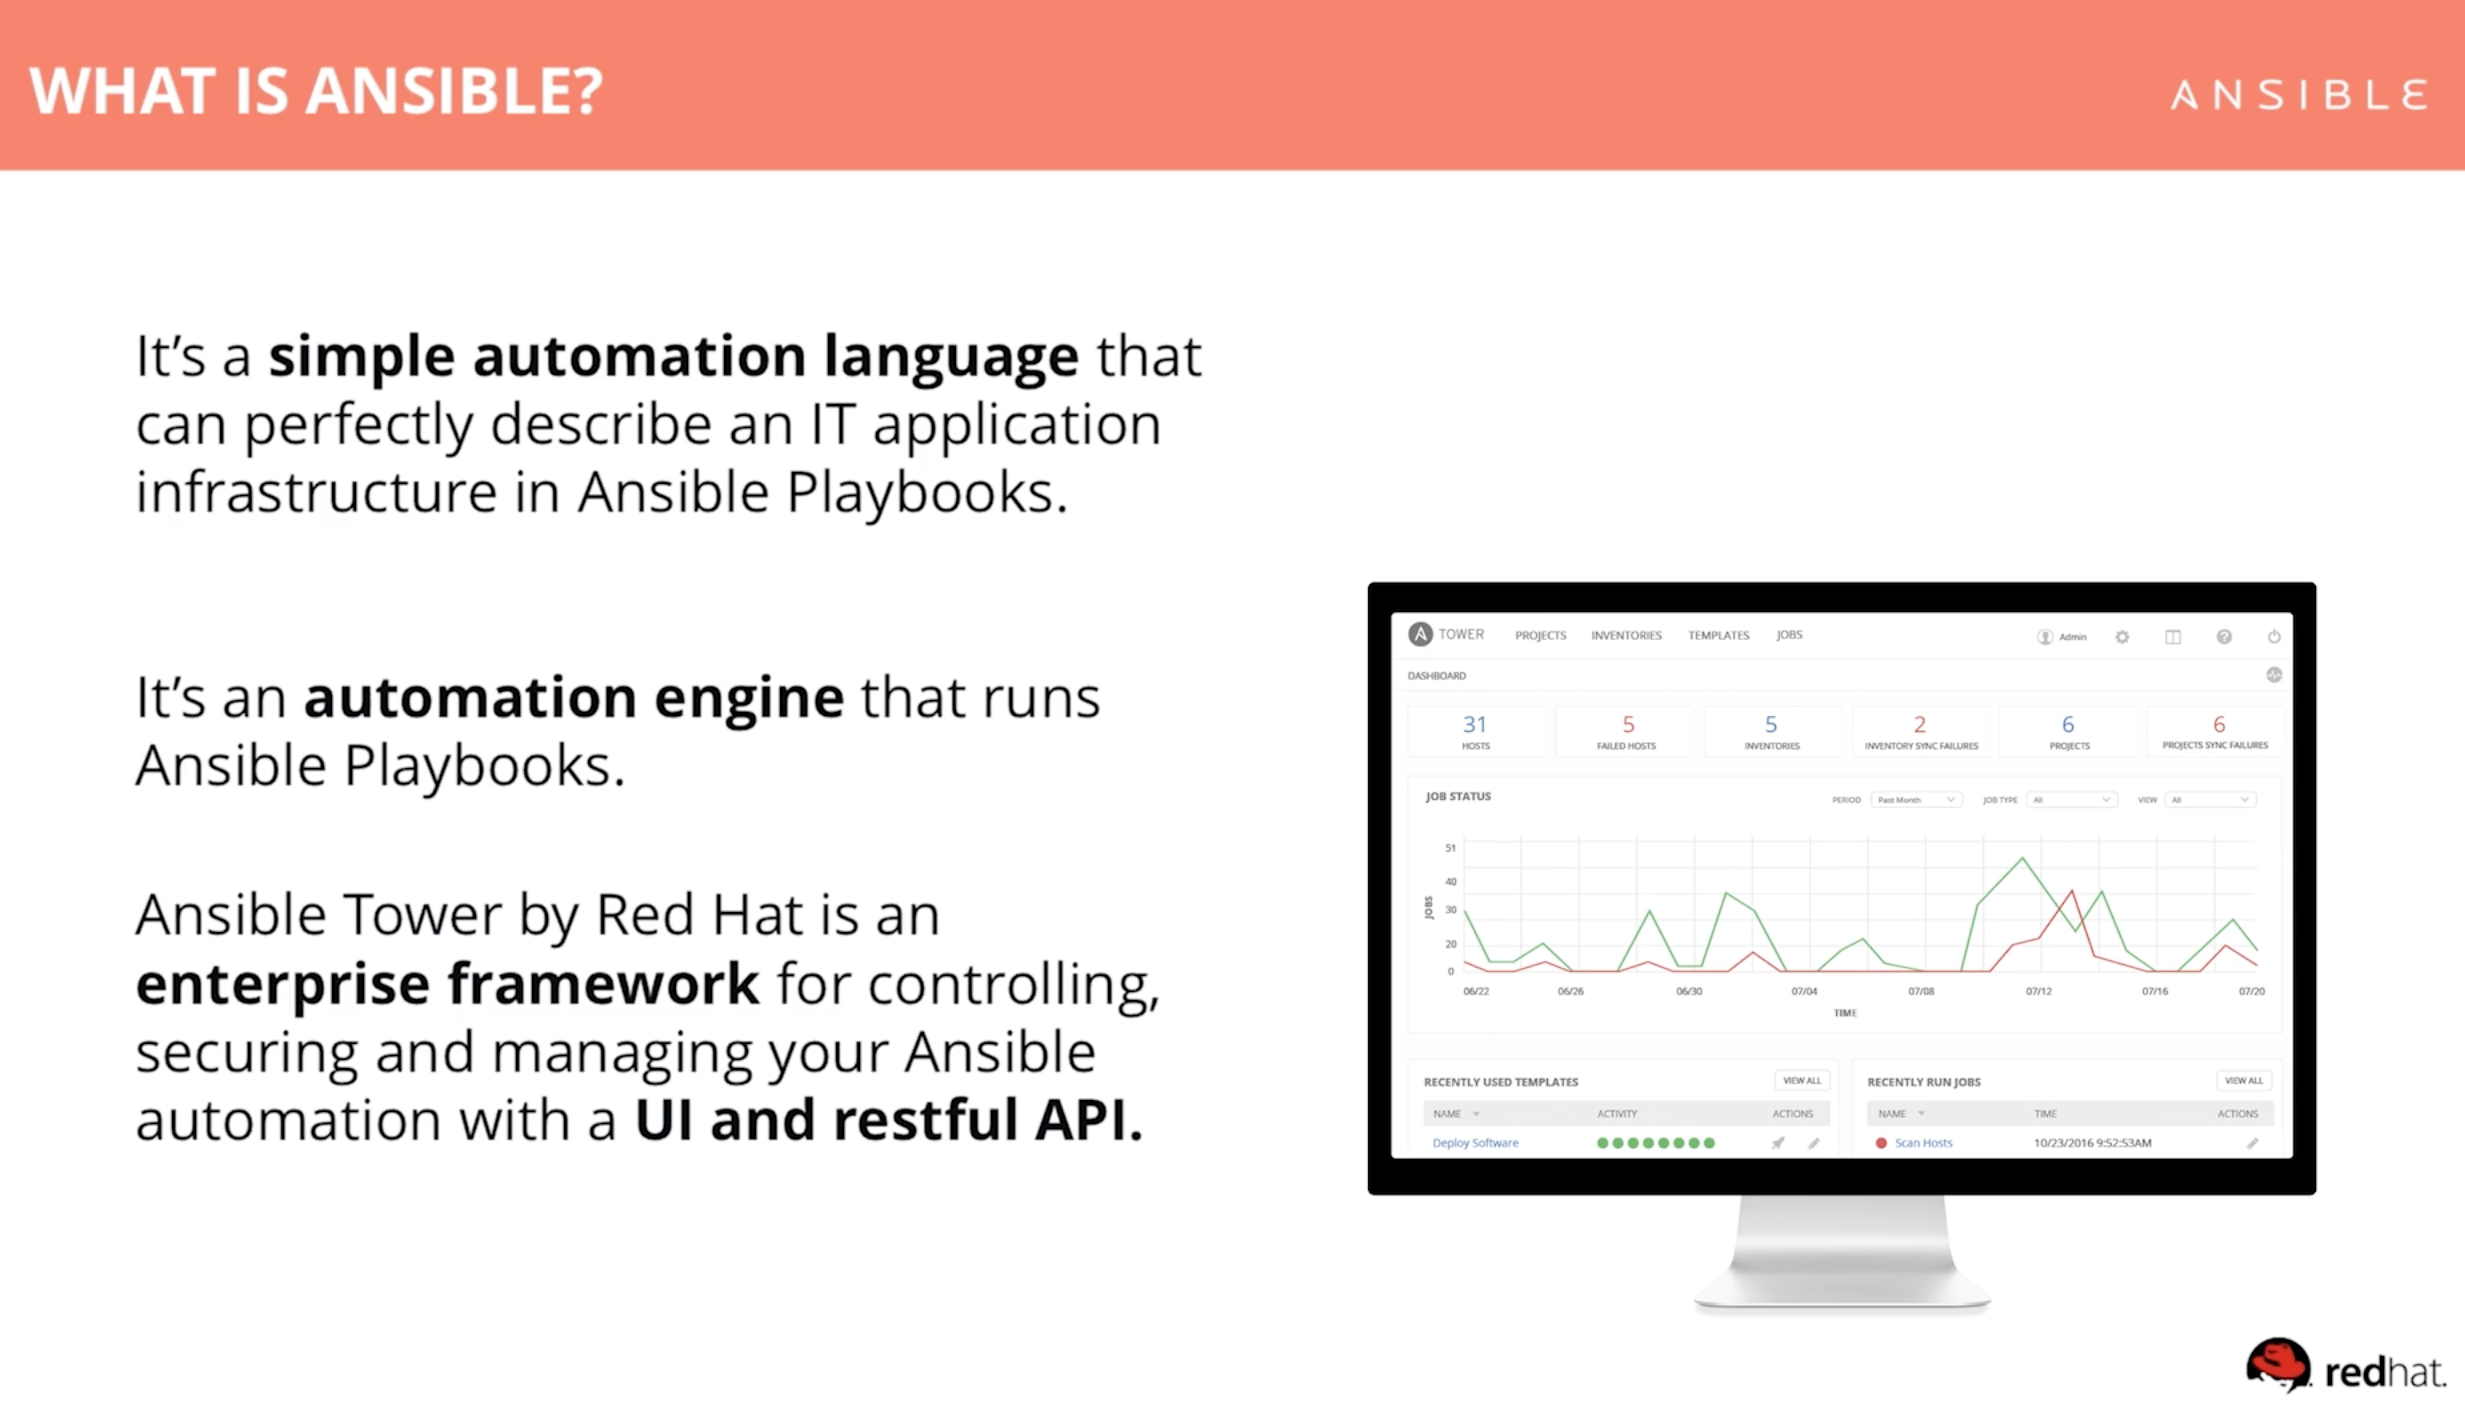 WHAT IS ANSIBLE?
ANSIBLE
It’s a simple automation language that
can perfectly describe an IT application
infrastructure in Ansible Playbooks.
It’s an automation engine that runs
Ansible Playbooks.
Ansible Tower by Red Hat is an
enterprise framework for controlling,
securing and managing your Ansible
automation with a UI and restful API.
A TOWER PROJECTS INVENTORIES TEMPLATES JOBS Admin ?
DASHBOARD
31 5 5 2 6 6
HOSTS FAILED HOSTS INVENTORIES INVENTORY SYNC FAILURES PROJECTS PROJECTS SYNC FAILURES
JOB STATUS PERIOD Past Month JOB TYPE All VIEW All
51
40
30
20
0
JOBS
06/22 06/26 06/30 07/04 07/08 07/12 07/16 07/20
TIME
RECENTLY USED TEMPLATES VIEW ALL
NAME ACTIVITY ACTIONS
Deploy Software
RECENTLY RUN JOBS VIEW ALL
NAME TIME ACTIONS
Scan Hosts 10/23/2016 9:52:53AM
redhat.